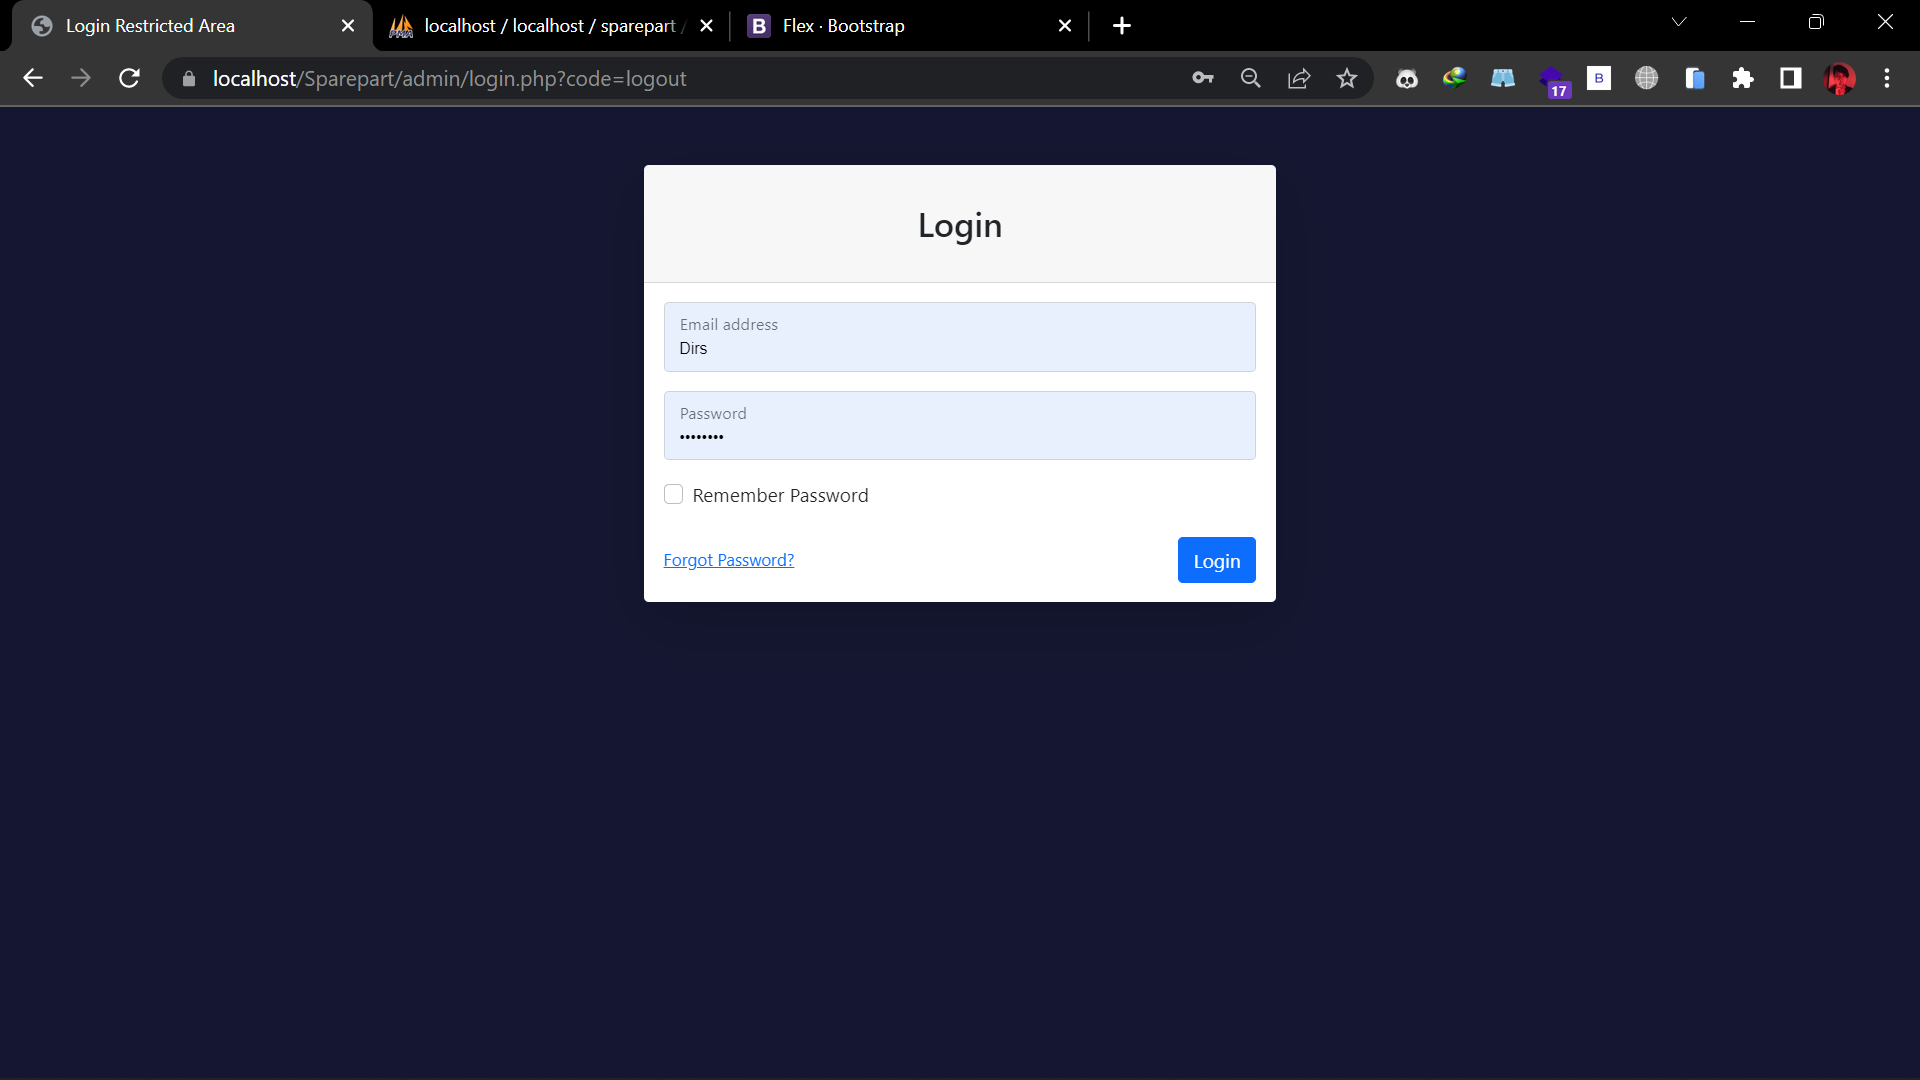 Login Restricted Area
localhost / localhost / sparepart /
B Flex · Bootstrap
localhost/Sparepart/admin/login.php?code=logout
17
B
Login
Email address
Dirs
Password
••••••••
Remember Password
Forgot Password?
Login